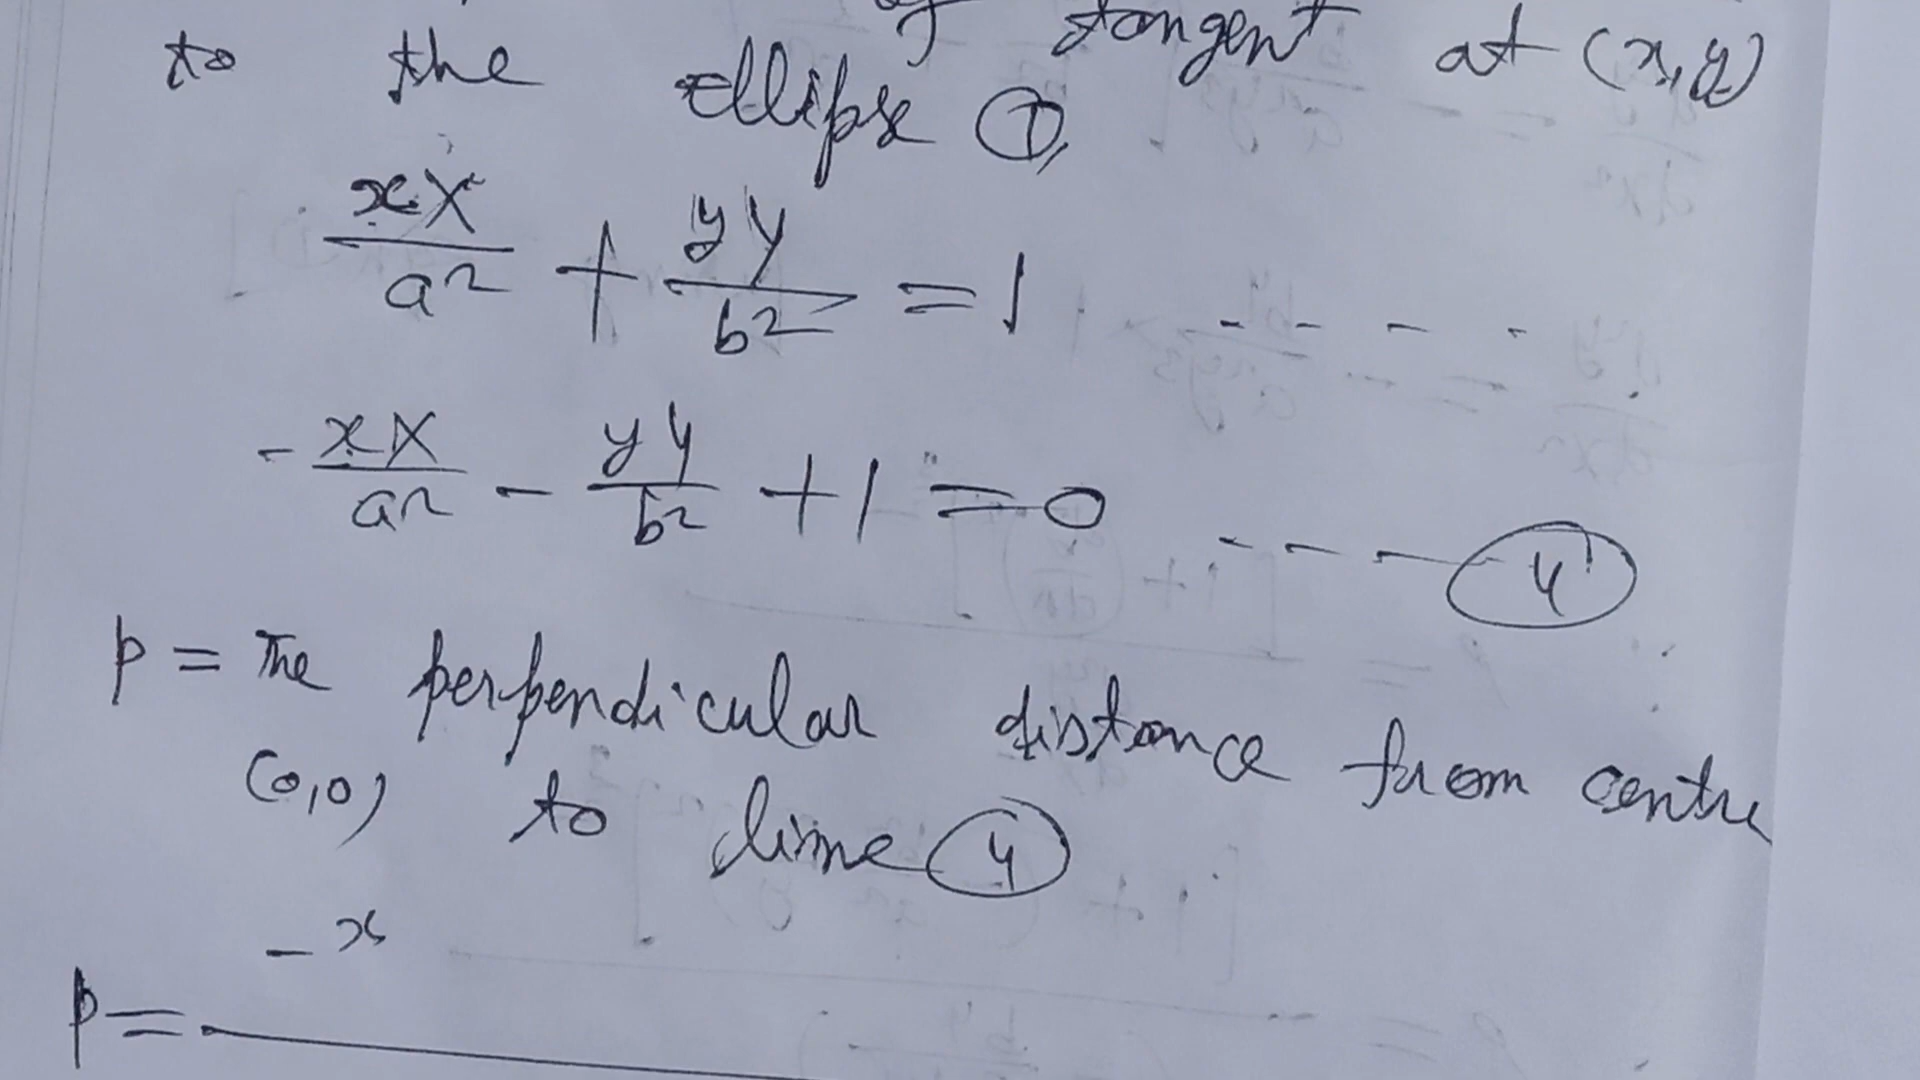 of tangent at (x,y)
to the ellipse ①,
xX/a² + yY/b² = 1 - - - -
- xX/a² - yY/b² + 1 = 0 - - - ④
p = The perpendicular distance from centre
(0,0) to line ④
- x
p =